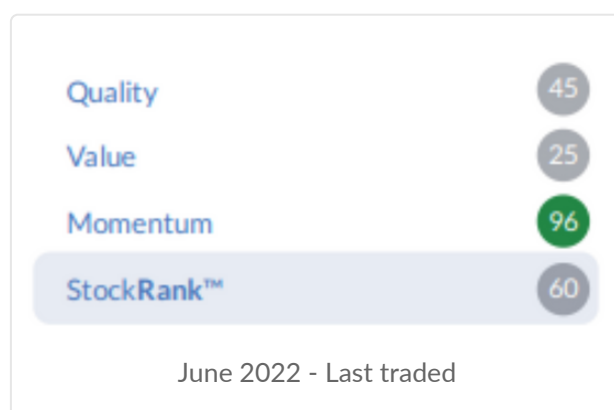 Quality 45
Value 25
Momentum 96
StockRank™ 60
June 2022 - Last traded